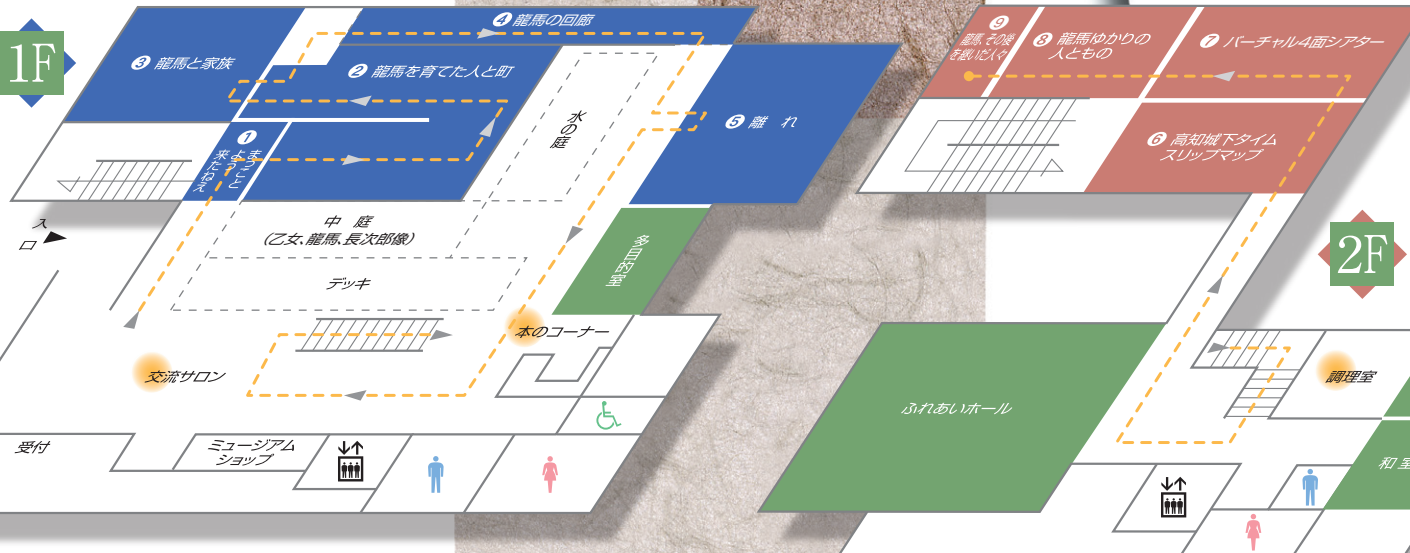 1F
❸ 龍馬と家族
❹ 龍馬の回廊
❷ 龍馬を育てた人と町
❶
まっことと
よう
来たねえ
水の庭
❺ 離 れ
入
口
中 庭
(乙女、龍馬、長次郎像)
デッキ
多目的室
本のコーナー
交流サロン
受付
ミュージアム
ショップ
❾
龍馬、その後
を継いだ人々
❽ 龍馬ゆかりの
人ともの
❼ バーチャル4面シアター
❻ 高知城下タイム
スリップマップ
2F
ふれあいホール
調理室
和室